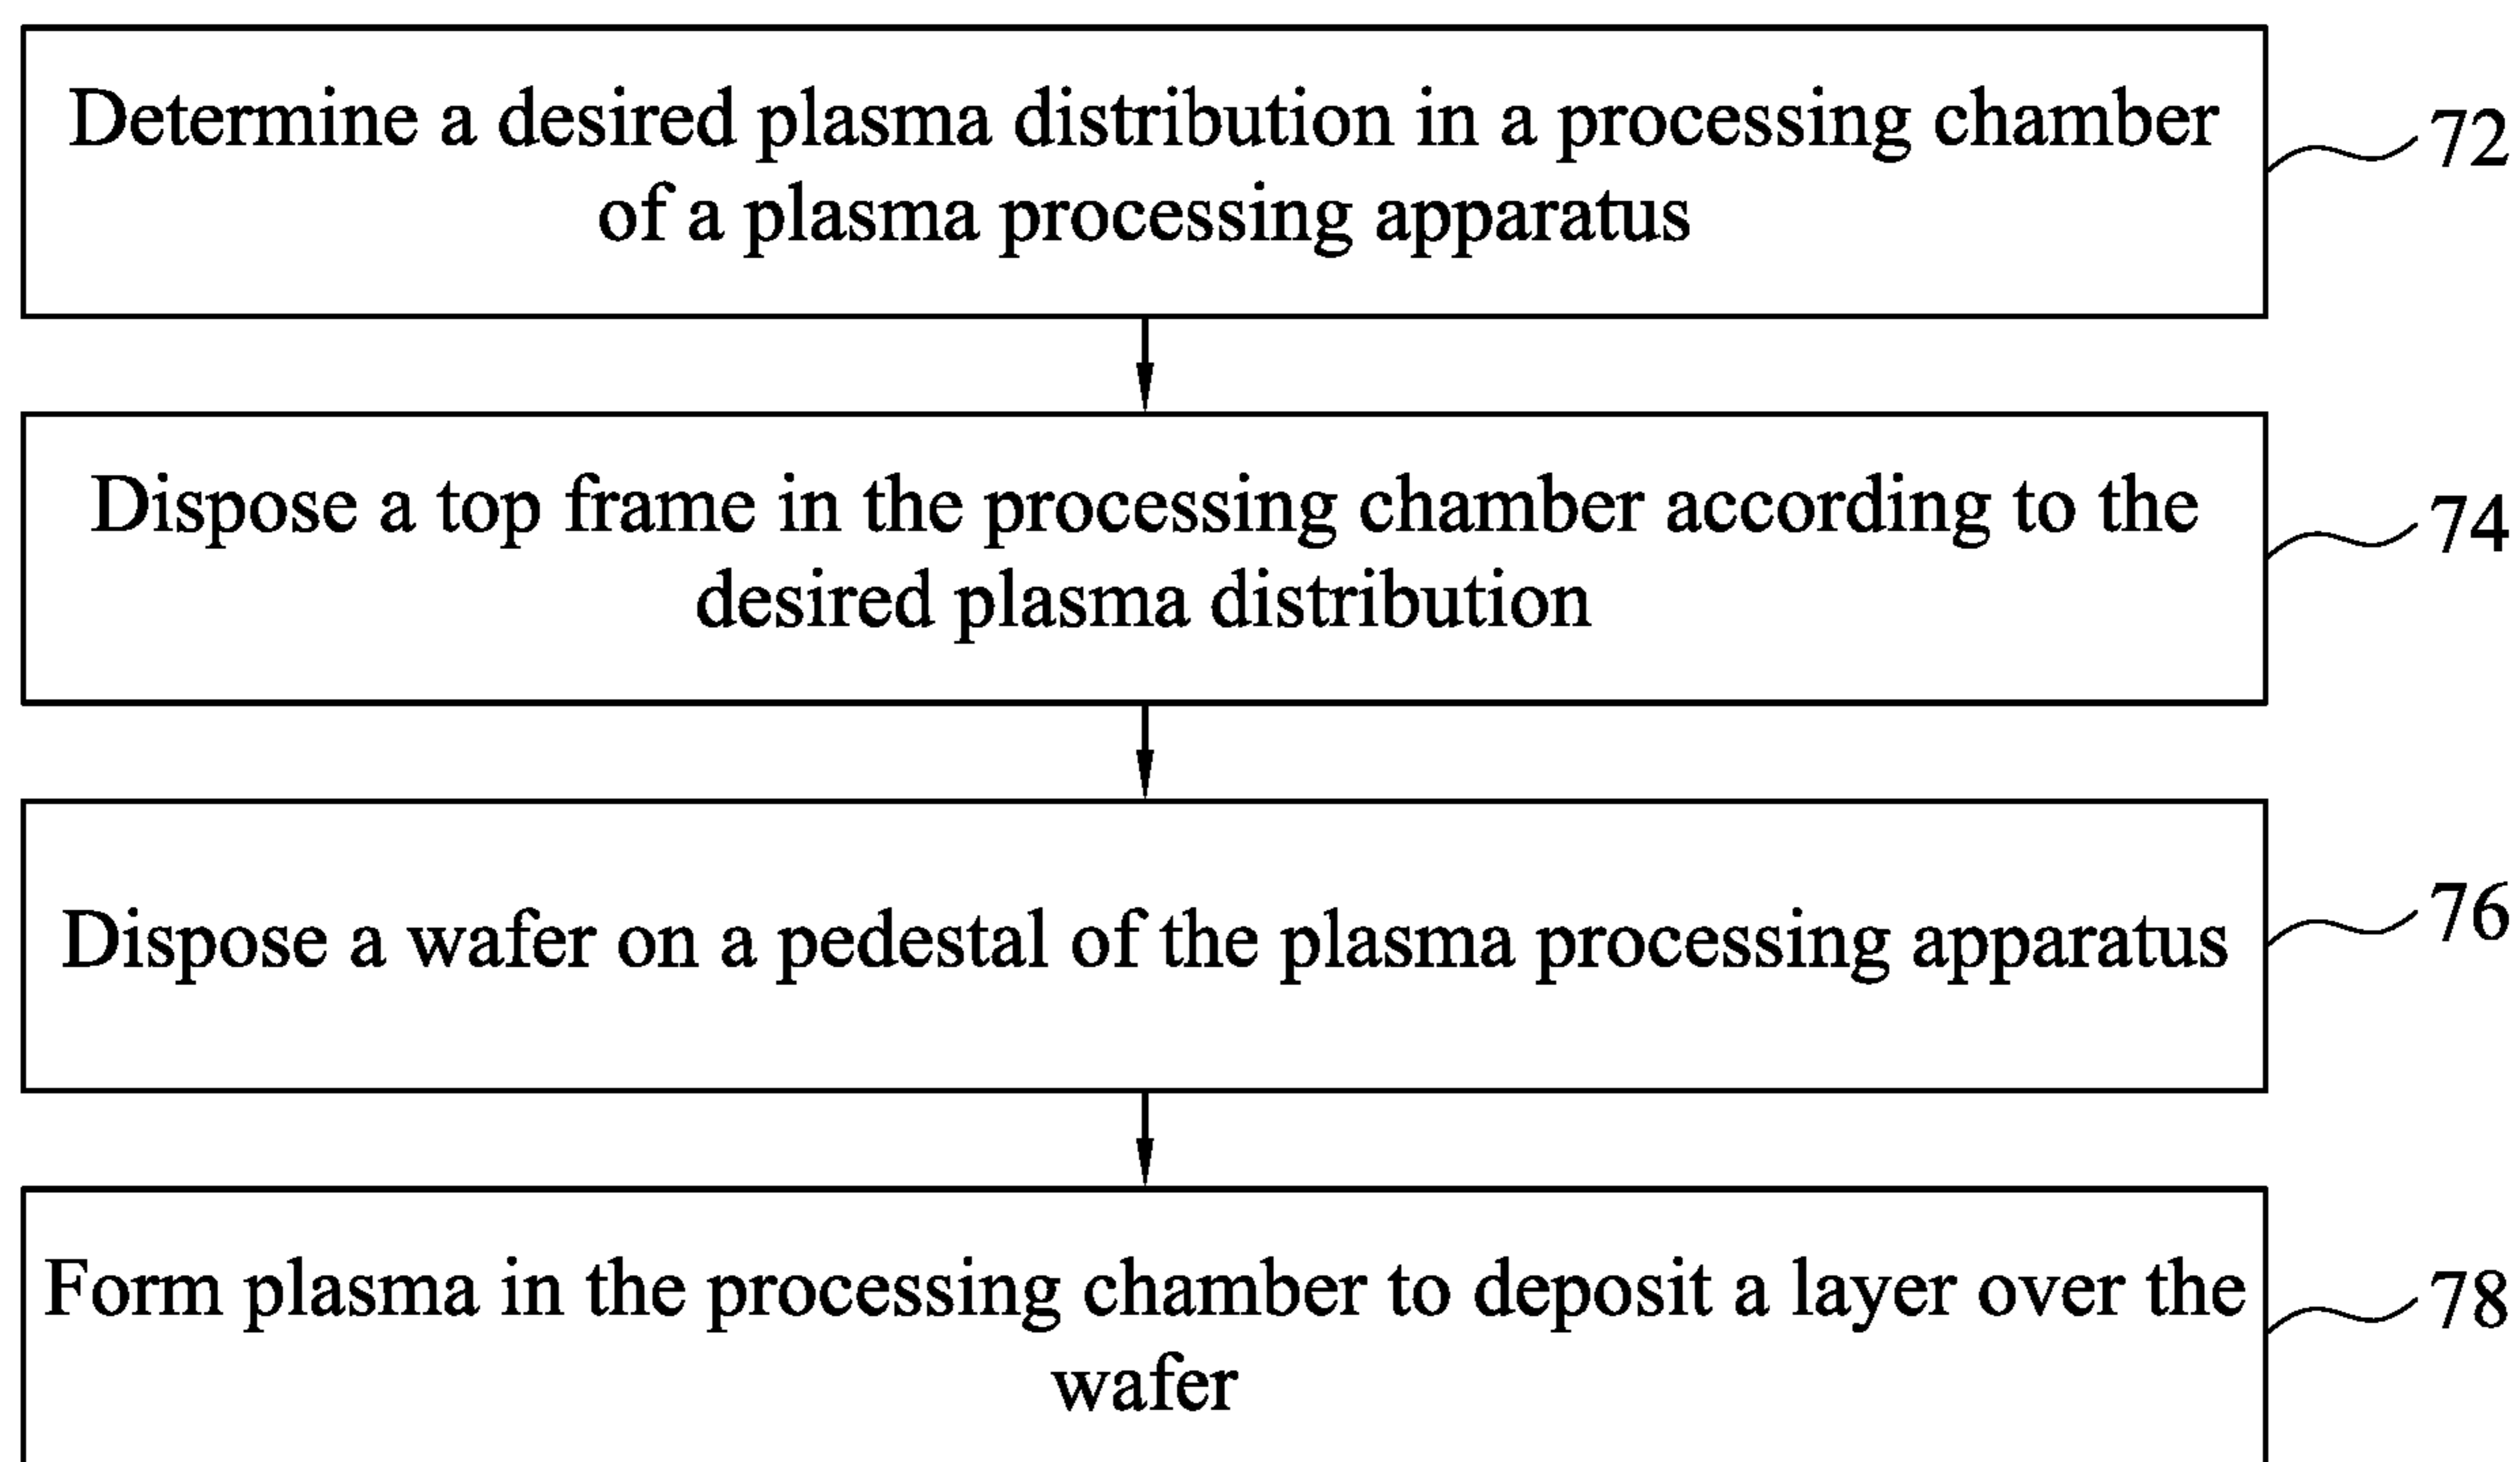 Determine a desired plasma distribution in a processing chamber
of a plasma processing apparatus
72
Dispose a top frame in the processing chamber according to the
desired plasma distribution
74
Dispose a wafer on a pedestal of the plasma processing apparatus
76
Form plasma in the processing chamber to deposit a layer over the
wafer
78